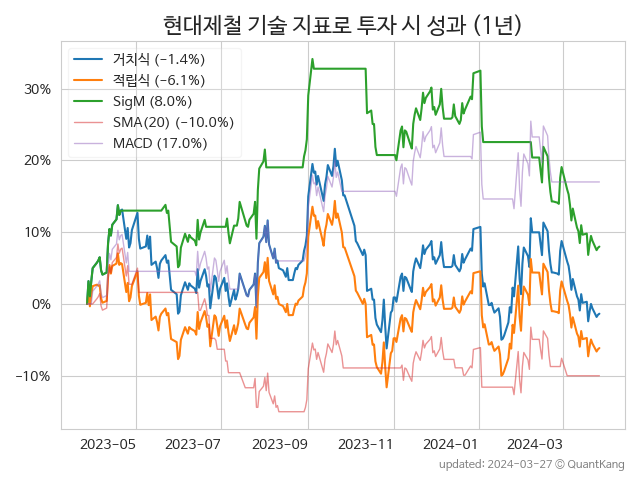 현대제철 기술 지표로 투자 시 성과 (1년)
거치식 (−1.4%)
적립식 (−6.1%)
SigM (8.0%)
SMA(20) (−10.0%)
MACD (17.0%)
30%
20%
10%
0%
−10%
2023−05 2023−07 2023−09 2023−11 2024−01 2024−03
updated: 2024−03−27 © QuantKang